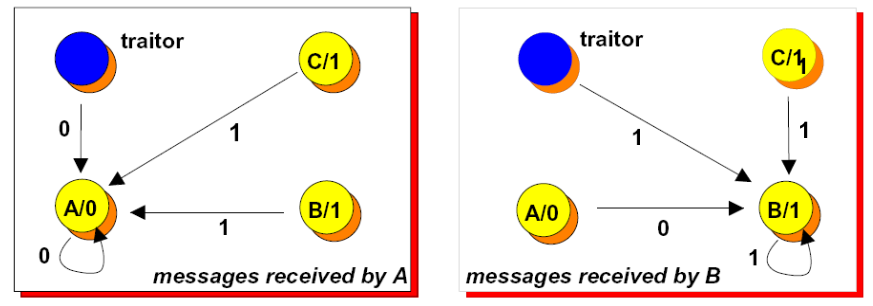 traitor
C/1
0
1
A/0
B/1
1
0
messages received by A
traitor
C/1
1
1
1
A/0
B/1
0
1
messages received by B